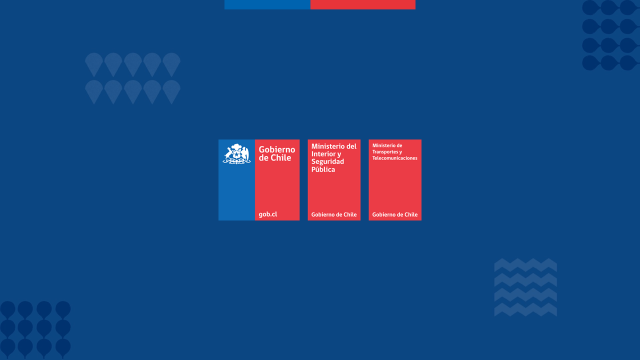 Gobierno
de Chile
gob.cl
Ministerio del
Interior y
Seguridad
Pública
Gobierno de Chile
Ministerio de
Transportes y
Telecomunicaciones
Gobierno de Chile